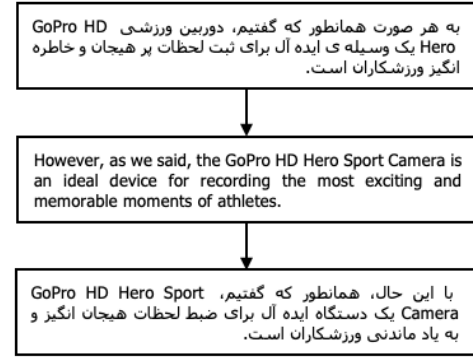 به هر صورت همانطور که گفتیم، دوربین ورزشی GoPro HD
Hero یک وسیله ی ایده آل برای ثبت لحظات پر هیجان و خاطره
انگیز ورزشکاران است.
However, as we said, the GoPro HD Hero Sport Camera is
an ideal device for recording the most exciting and
memorable moments of athletes.
با این حال، همانطور که گفتیم، GoPro HD Hero Sport
Camera یک دستگاه ایده آل برای ضبط لحظات هیجان انگیز و
به یاد ماندنی ورزشکاران است.